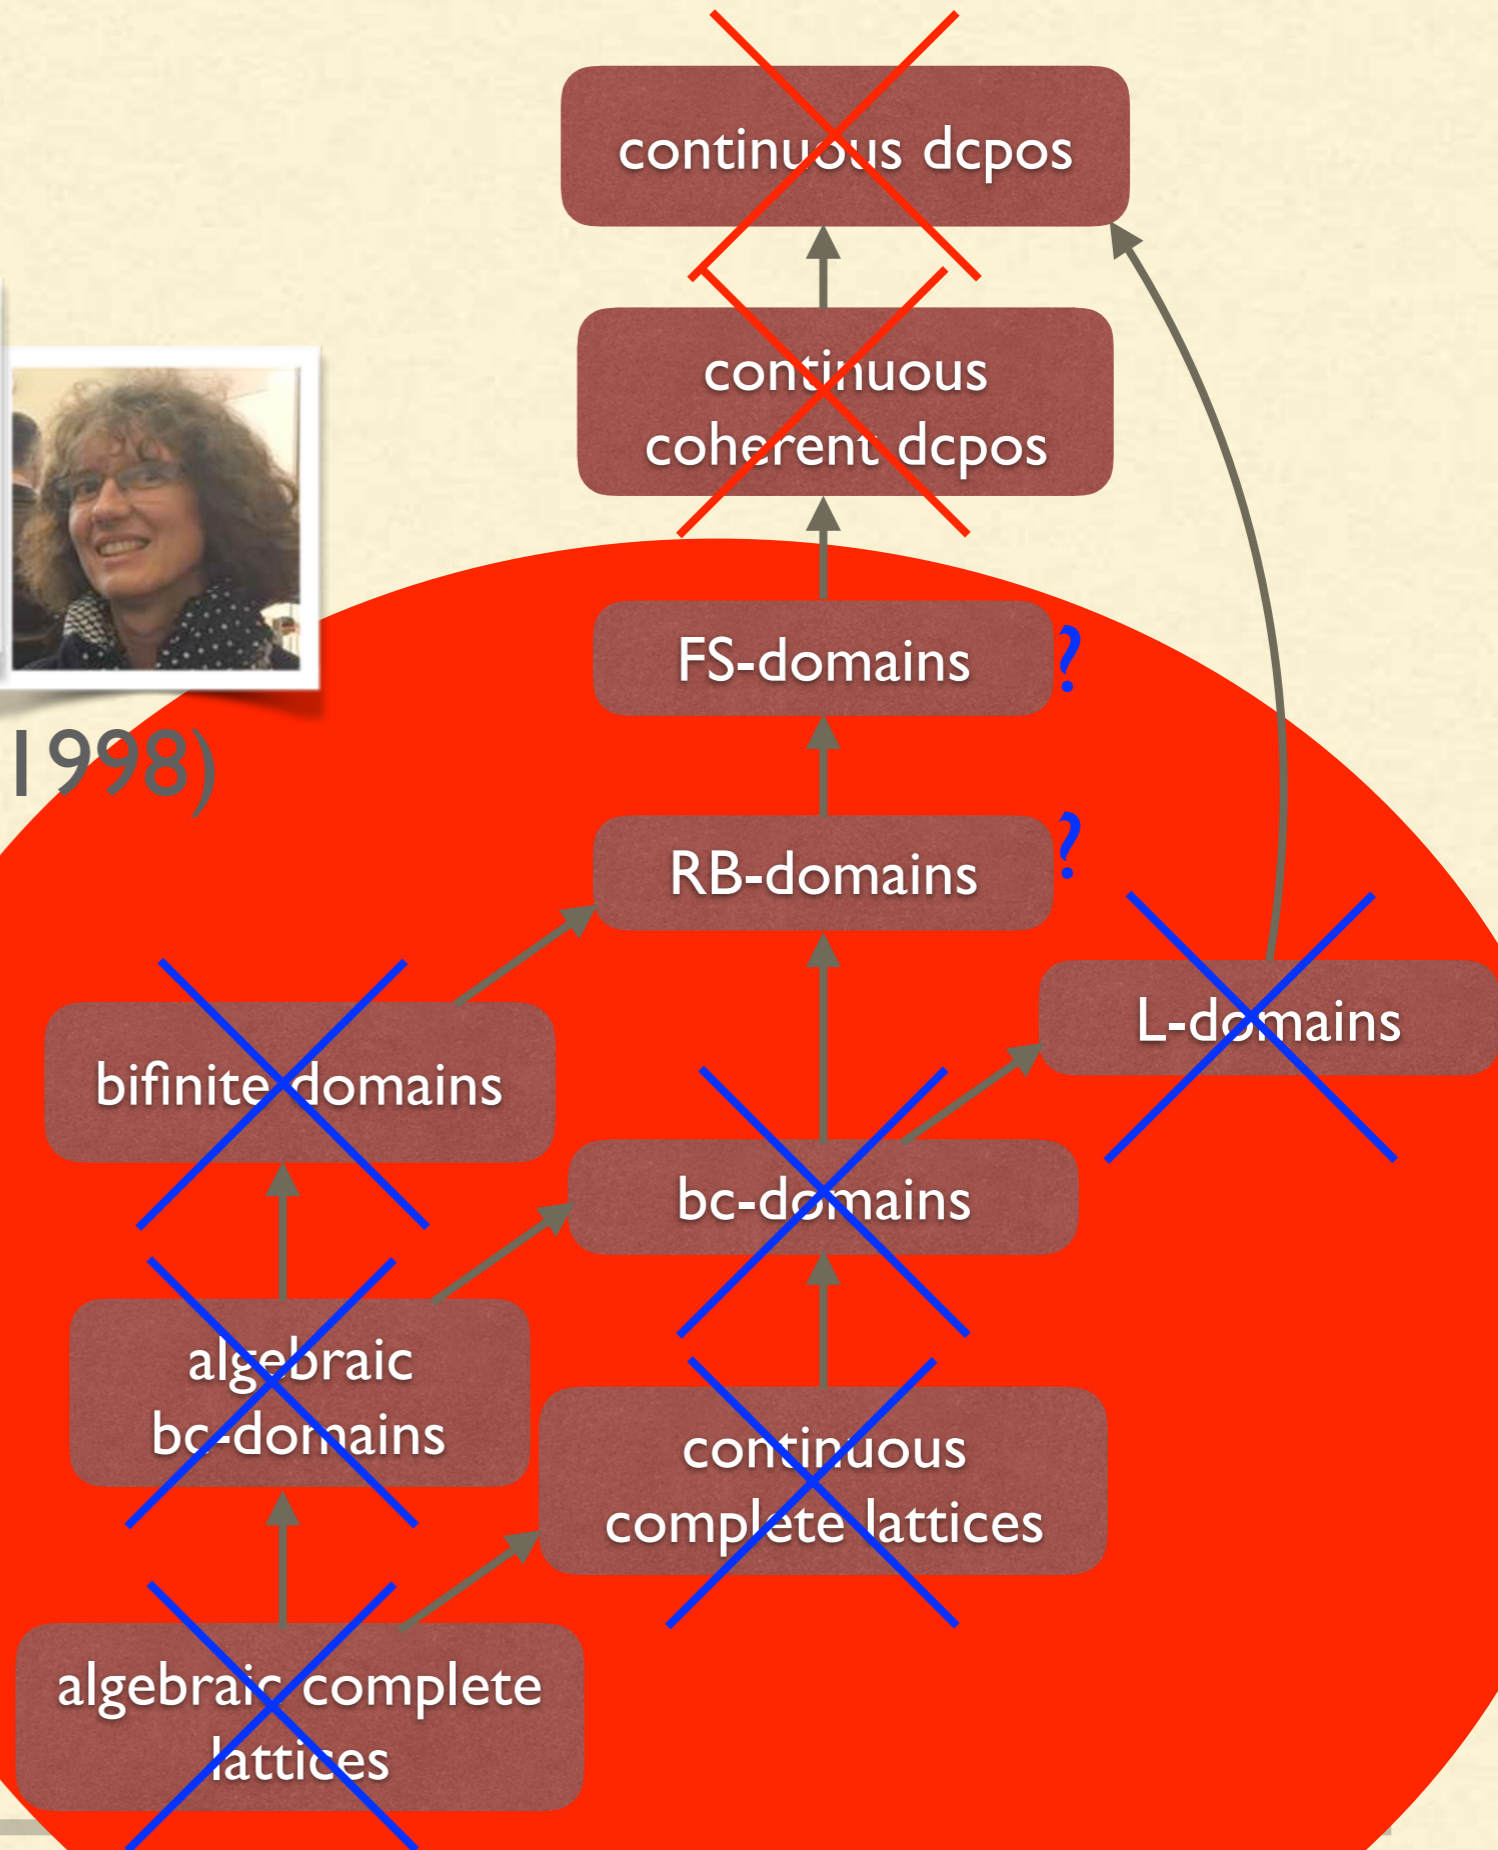 continuous dcpos
continuous
coherent dcpos
FS-domains ?
1998)
RB-domains ?
L-domains
bifinite domains
bc-domains
algebraic
bc-domains
continuous
complete lattices
algebraic complete
lattices